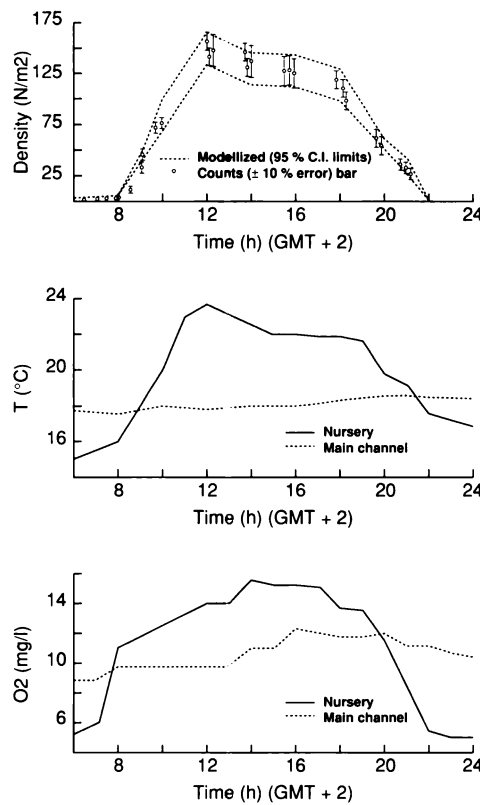 175
125
75
25
Density (N/m2)
Modellized (95 % C.I. limits)
Counts (± 10 % error) bar
8 12 16 20 24
Time (h) (GMT + 2)
24
20
16
T (°C)
Nursery
Main channel
8 12 16 20 24
Time (h) (GMT + 2)
14
10
6
O2 (mg/l)
Nursery
Main channel
8 12 16 20 24
Time (h) (GMT + 2)